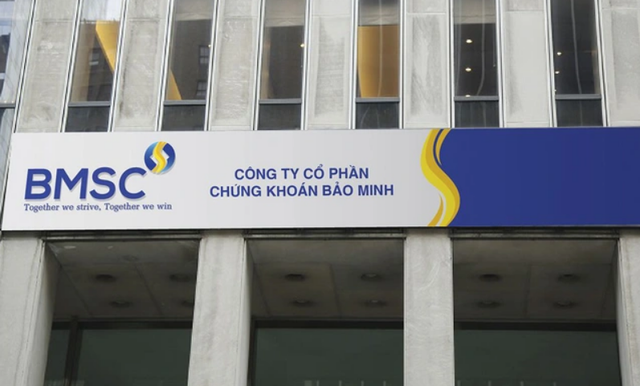 BMSC
Together we strive, Together we win
CÔNG TY CỔ PHẦN
CHỨNG KHOÁN BẢO MINH